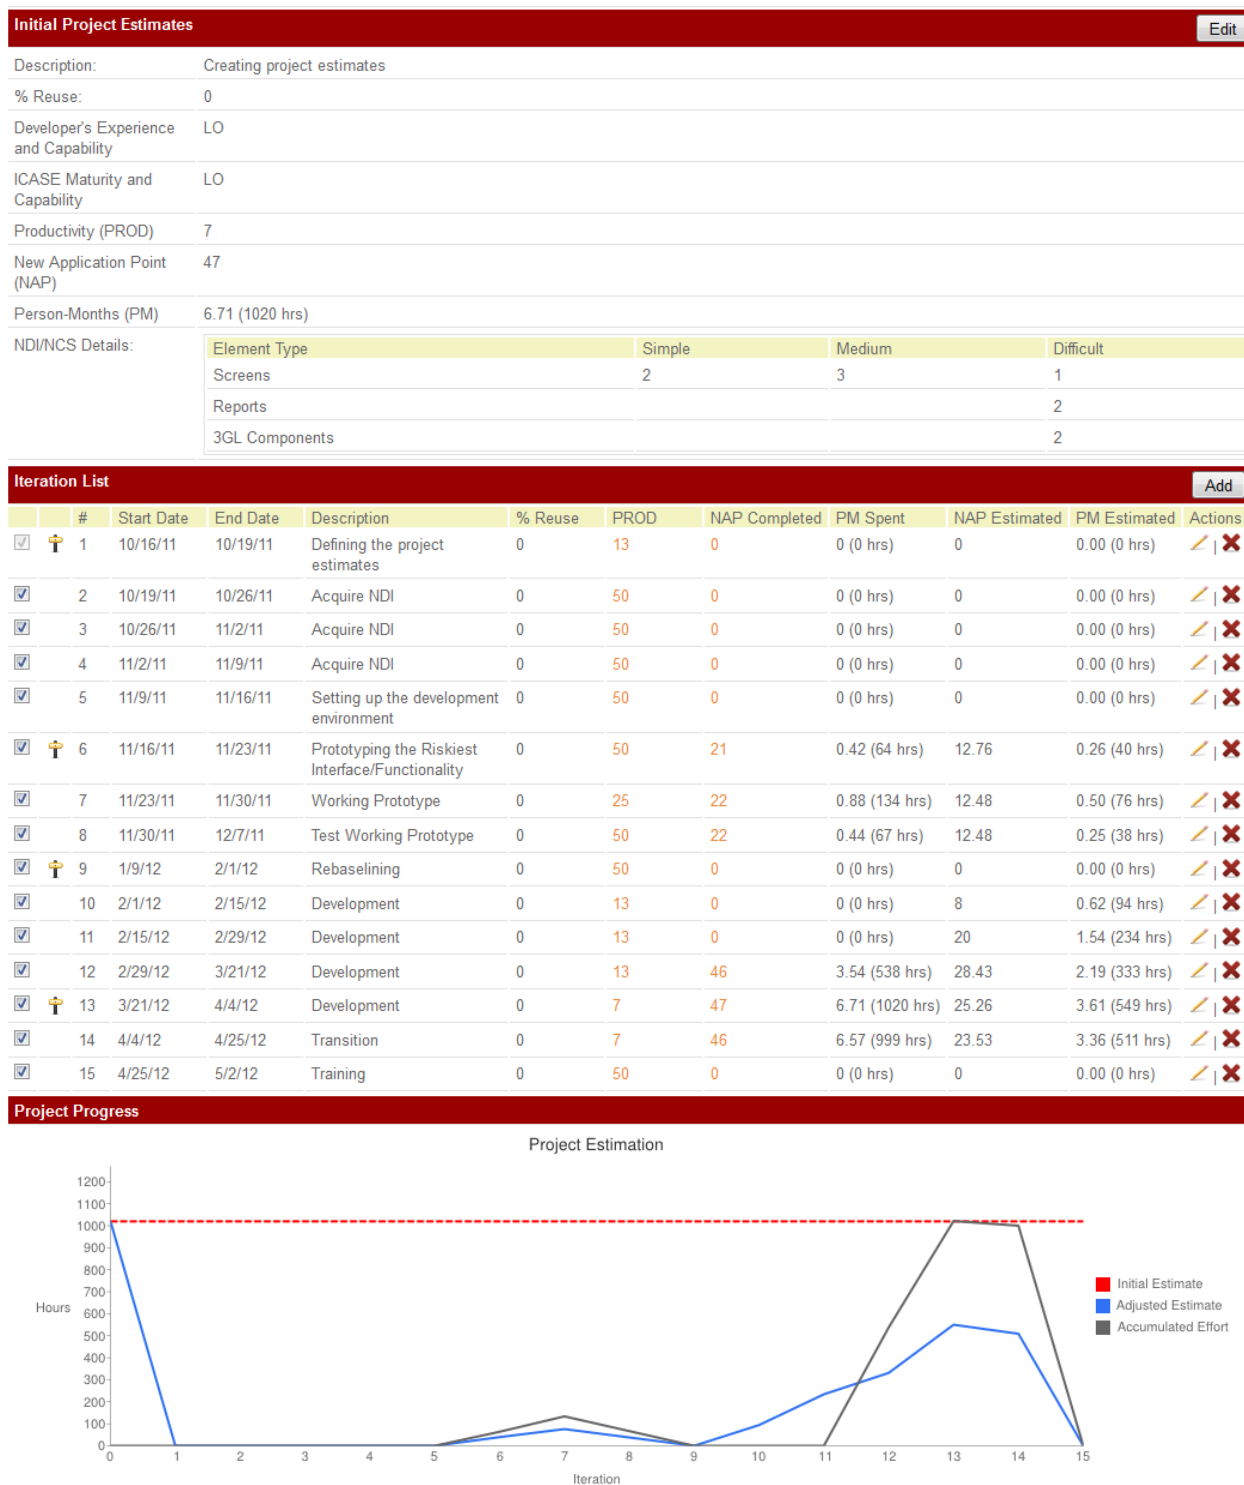 Initial Project Estimates Edit
Description: Creating project estimates
% Reuse: 0
Developer's Experience LO
and Capability
ICASE Maturity and LO
Capability
Productivity (PROD) 7
New Application Point 47
(NAP)
Person-Months (PM) 6.71 (1020 hrs)
NDI/NCS Details: Element Type Simple Medium Difficult
Screens 2 3 1
Reports 2
3GL Components 2
Iteration List Add
# Start Date End Date Description % Reuse PROD NAP Completed PM Spent NAP Estimated PM Estimated Actions
1 10/16/11 10/19/11 Defining the project 0 13 0 0 (0 hrs) 0 0.00 (0 hrs) |
estimates
2 10/19/11 10/26/11 Acquire NDI 0 50 0 0 (0 hrs) 0 0.00 (0 hrs) |
3 10/26/11 11/2/11 Acquire NDI 0 50 0 0 (0 hrs) 0 0.00 (0 hrs) |
4 11/2/11 11/9/11 Acquire NDI 0 50 0 0 (0 hrs) 0 0.00 (0 hrs) |
5 11/9/11 11/16/11 Setting up the development 0 50 0 0 (0 hrs) 0 0.00 (0 hrs) |
environment
6 11/16/11 11/23/11 Prototyping the Riskiest 0 50 21 0.42 (64 hrs) 12.76 0.26 (40 hrs) |
Interface/Functionality
7 11/23/11 11/30/11 Working Prototype 0 25 22 0.88 (134 hrs) 12.48 0.50 (76 hrs) |
8 11/30/11 12/7/11 Test Working Prototype 0 50 22 0.44 (67 hrs) 12.48 0.25 (38 hrs) |
9 1/9/12 2/1/12 Rebaselining 0 50 0 0 (0 hrs) 0 0.00 (0 hrs) |
10 2/1/12 2/15/12 Development 0 13 0 0 (0 hrs) 8 0.62 (94 hrs) |
11 2/15/12 2/29/12 Development 0 13 0 0 (0 hrs) 20 1.54 (234 hrs) |
12 2/29/12 3/21/12 Development 0 13 46 3.54 (538 hrs) 28.43 2.19 (333 hrs) |
13 3/21/12 4/4/12 Development 0 7 47 6.71 (1020 hrs) 25.26 3.61 (549 hrs) |
14 4/4/12 4/25/12 Transition 0 7 46 6.57 (999 hrs) 23.53 3.36 (511 hrs) |
15 4/25/12 5/2/12 Training 0 50 0 0 (0 hrs) 0 0.00 (0 hrs) |
Project Progress
Project Estimation
1200
1100
1000
900
800
700
600
500
400
300
200
100
0
Hours
0 1 2 3 4 5 6 7 8 9 10 11 12 13 14 15
Iteration
Initial Estimate
Adjusted Estimate
Accumulated Effort